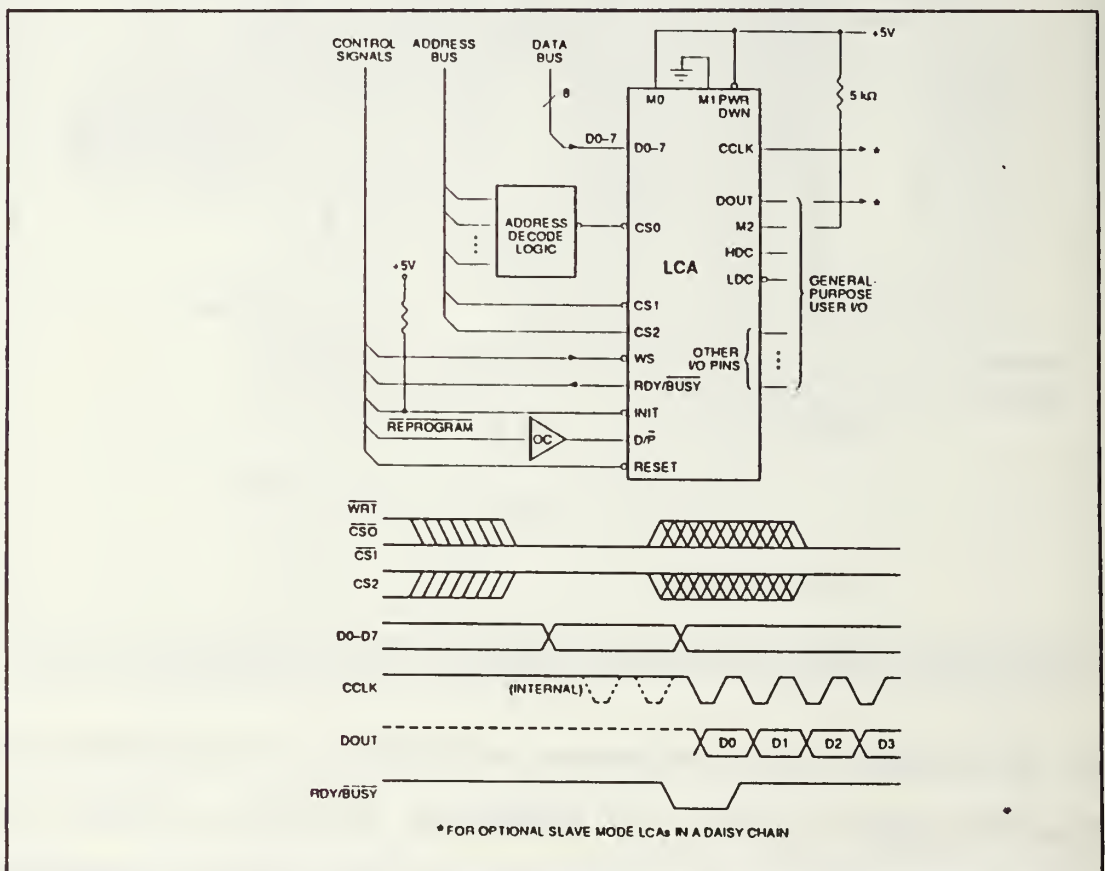 CONTROL SIGNALS
ADDRESS BUS
DATA BUS
+5V
8
M0
M1
PWR DWN
5 kΩ
D0–7
D0–7
CCLK
*
DOUT
*
ADDRESS DECODE LOGIC
CS0
M2
HDC
LCA
LDC
GENERAL-PURPOSE USER I/O
+5V
CS1
CS2
OTHER I/O PINS
WS
RDY/BUSY
INIT
REPROGRAM
OC
D/P
RESET
WRT
CS0
CS1
CS2
D0–D7
CCLK
(INTERNAL)
DOUT
D0
D1
D2
D3
RDY/BUSY
* FOR OPTIONAL SLAVE MODE LCAs IN A DAISY CHAIN